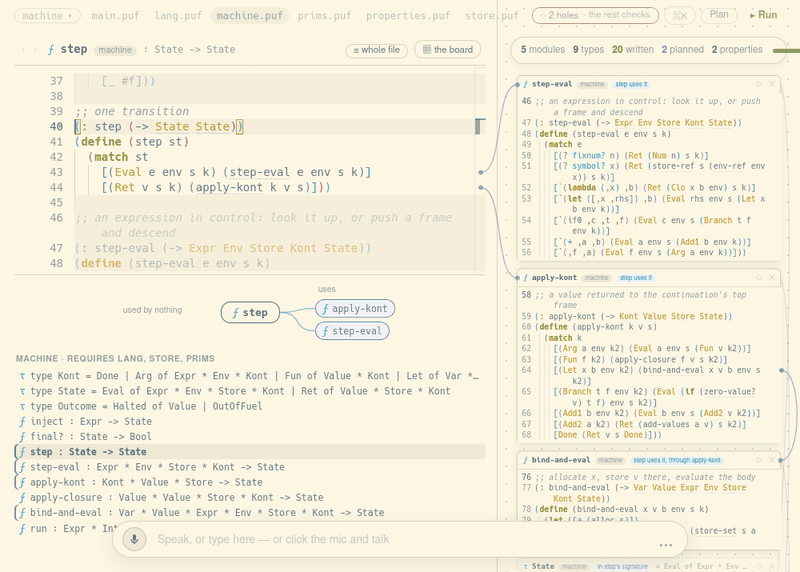 machine ▾ main.puf lang.puf machine.puf prims.puf properties.puf store.puf
2 holes · the rest checks ⌘K Plan ▸ Run
ƒ step machine : State -> State
≡ whole file ▦ the board
5 modules 9 types 20 written 2 planned 2 properties
37 [_ #f]))
38
39 ;; one transition
40 (: step (-> State State))
41 (define (step st)
42 (match st
43 [(Eval e env s k) (step-eval e env s k)]
44 [(Ret v s k) (apply-kont k v s)]))
45
46 ;; an expression in control: look it up, or push a frame
and descend
47 (: step-eval (-> Expr Env Store Kont State))
48 (define (step-eval e env s k)
uses
used by nothing
ƒ step
ƒ apply-kont
ƒ step-eval
MACHINE · REQUIRES LANG, STORE, PRIMS
τ type Kont = Done | Arg of Expr * Env * Kont | Fun of Value * Kont | Let of Var *…
τ type State = Eval of Expr * Env * Store * Kont | Ret of Value * Store * Kont
τ type Outcome = Halted of Value | OutOfFuel
ƒ inject : Expr -> State
ƒ final? : State -> Bool
ƒ step : State -> State
ƒ step-eval : Expr * Env * Store * Kont -> State
ƒ apply-kont : Kont * Value * Store -> State
ƒ apply-closure : Value * Value * Store * Kont -> State
ƒ bind-and-eval : Var * Value * Expr * Env * Store * Kont -> State
ƒ run : Expr * Int
Speak, or type here — or click the mic and talk
…
ƒ step-eval machine step uses it
46 ;; an expression in control: look it up, or push
a frame and descend
47 (: step-eval (-> Expr Env Store Kont State))
48 (define (step-eval e env s k)
49 (match e
50 [(? fixnum? n) (Ret (Num n) s k)]
51 [(? symbol? x) (Ret (store-ref s (env-ref env
x)) s k)]
52 [`(lambda (,x) ,b) (Ret (Clo x b env) s k)]
53 [`(let ([,x ,rhs]) ,b) (Eval rhs env s (Let x
b env k))]
54 [`(if0 ,c ,t ,f) (Eval c env s (Branch t f
env k))]
55 [`(+ ,a ,b) (Eval a env s (Add1 b env k))]
56 [`(,f ,a) (Eval f env s (Arg a env k))]))
ƒ apply-kont machine step uses it
58 ;; a value returned to the continuation's top
frame
59 (: apply-kont (-> Kont Value Store State))
60 (define (apply-kont k v s)
61 (match k
62 [(Arg a env k2) (Eval a env s (Fun v k2))]
63 [(Fun f k2) (apply-closure f v s k2)]
64 [(Let x b env k2) (bind-and-eval x v b env s
k2)]
65 [(Branch t f env k2) (Eval (if (zero-value?
v) t f) env s k2)]
66 [(Add1 b env k2) (Eval b env s (Add2 v k2))]
67 [(Add2 a k2) (Ret (add-values a v) s k2)]
68 [Done (Ret v s Done)]))
ƒ bind-and-eval machine step uses it, through apply-kont
76 ;; allocate x, store v there, evaluate the body
77 (: bind-and-eval (-> Var Value Expr Env Store
Kont State))
78 (define (bind-and-eval x v b env s k)
79 (let ([a (alloc s)])
(store-set s a
τ State machine in step's signature = Eval of Expr * Env …